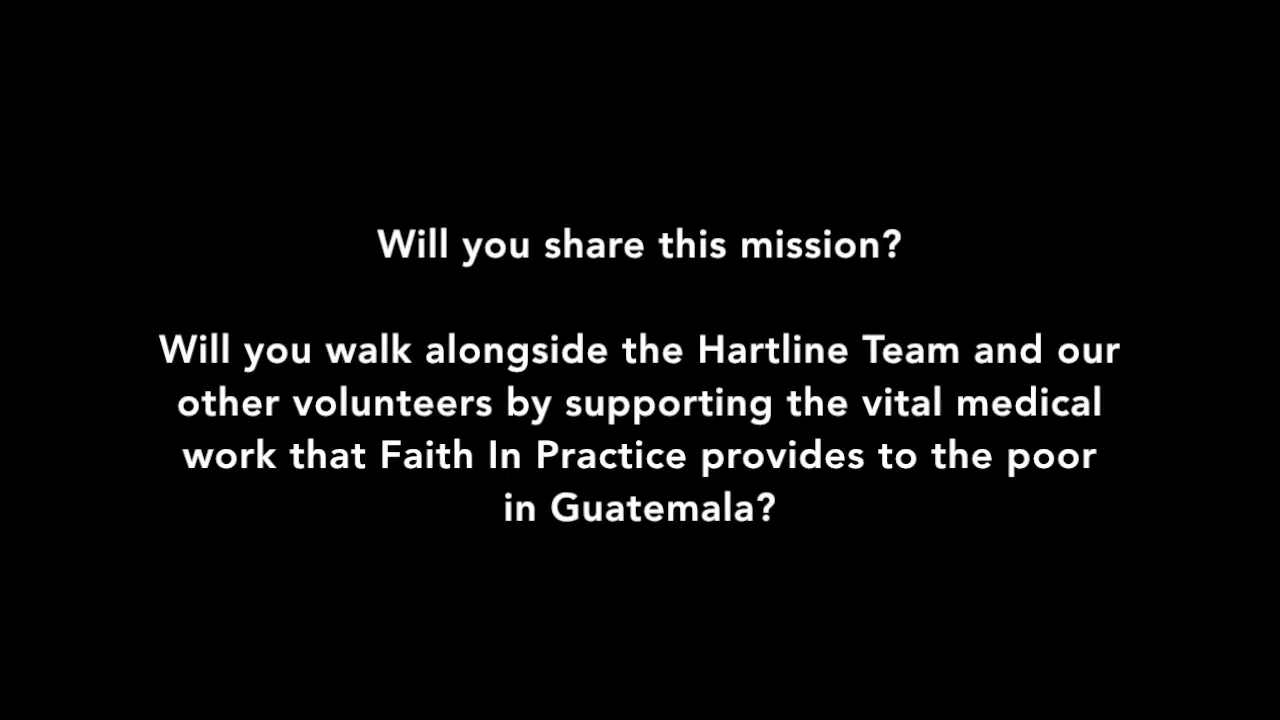 Will you share this mission?
Will you walk alongside the Hartline Team and our
other volunteers by supporting the vital medical
work that Faith In Practice provides to the poor
in Guatemala?